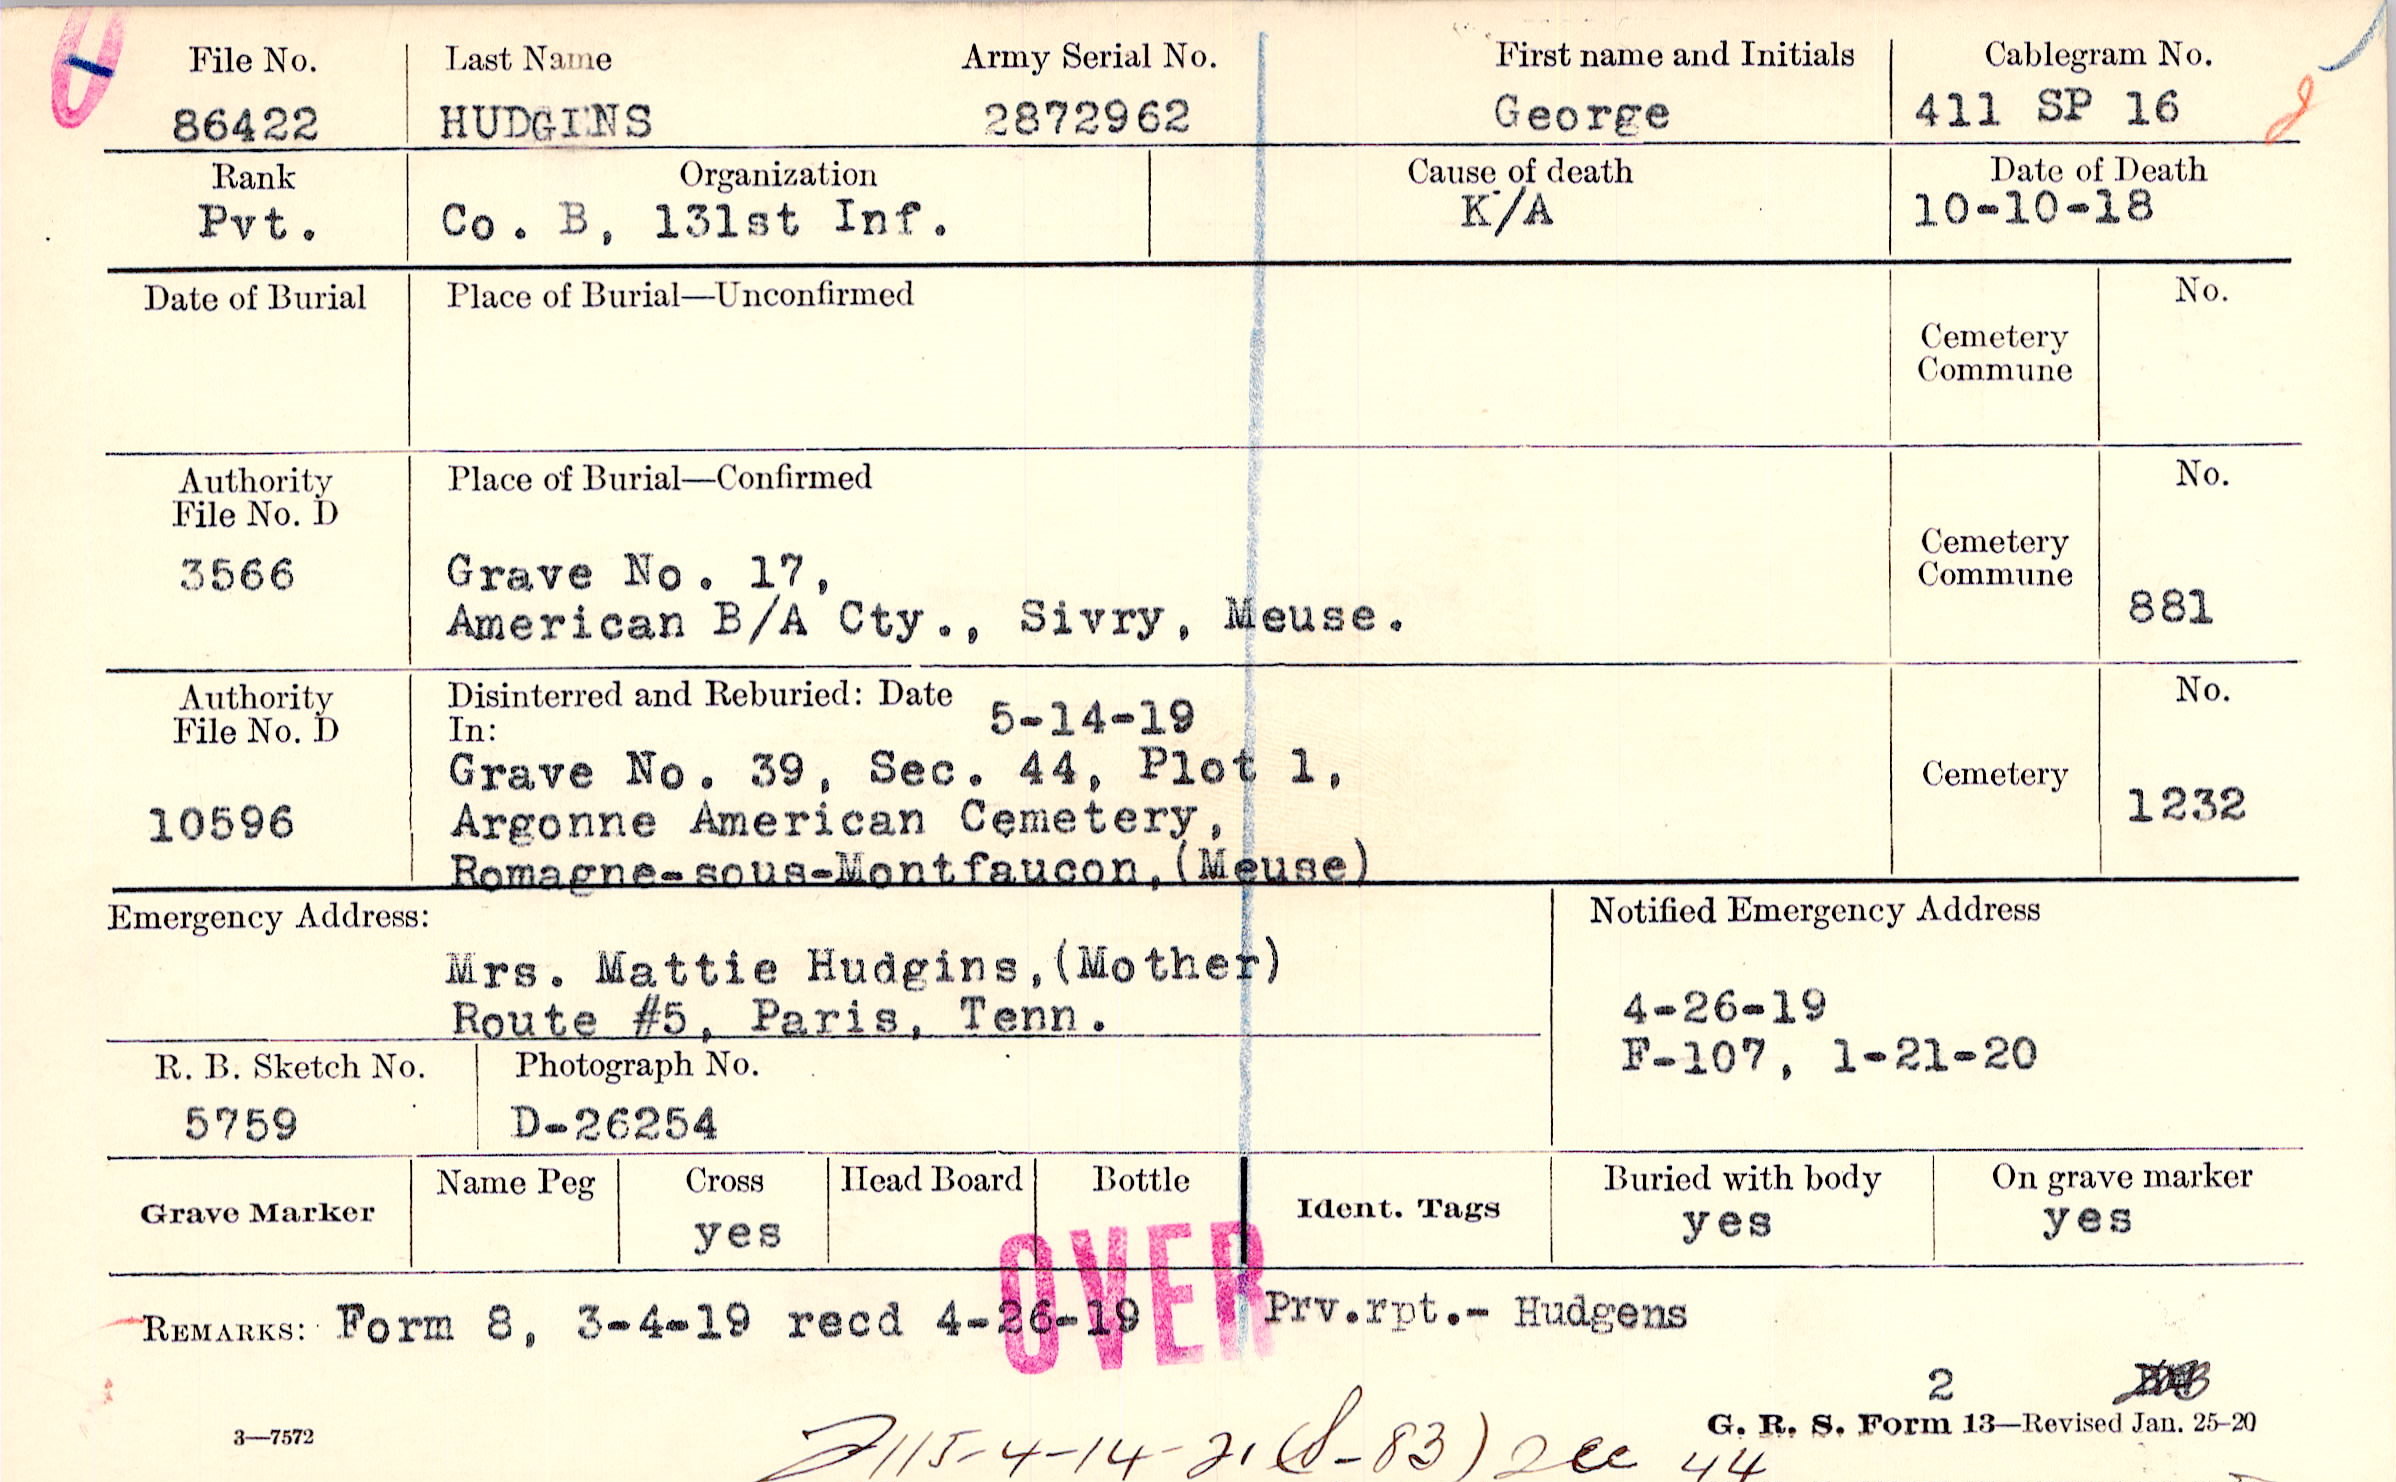 File No. Last Name Army Serial No. First name and Initials Cablegram No.
86422 HUDGINS 2872962 George 411 SP 16
Rank Organization Cause of death Date of Death
Pvt. Co. B, 131st Inf. K/A 10-10-18
Date of Burial Place of Burial—Unconfirmed No.
Cemetery
Commune
Authority Place of Burial—Confirmed No.
File No. D
Cemetery
Commune
3566 Grave No. 17,
American B/A Cty., Sivry, Meuse. 881
Authority Disinterred and Reburied: Date 5-14-19 No.
File No. D In:
Grave No. 39, Sec. 44, Plot 1, Cemetery
10596 Argonne American Cemetery, 1232
Romagne-sous-Montfaucon,(Meuse)
Emergency Address: Notified Emergency Address
Mrs. Mattie Hudgins,(Mother)
Route #5, Paris, Tenn. 4-26-19
F-107, 1-21-20
R. B. Sketch No. Photograph No.
5759 D-26254
Grave Marker Name Peg Cross Head Board Bottle Ident. Tags Buried with body On grave marker
yes yes yes
OVER
REMARKS: Form 8, 3-4-19 recd 4-26-19 Prv.rpt.- Hudgens
2
G. R. S. Form 13—Revised Jan. 25-20
3—7572
115-4-14-21 (S-83) 44